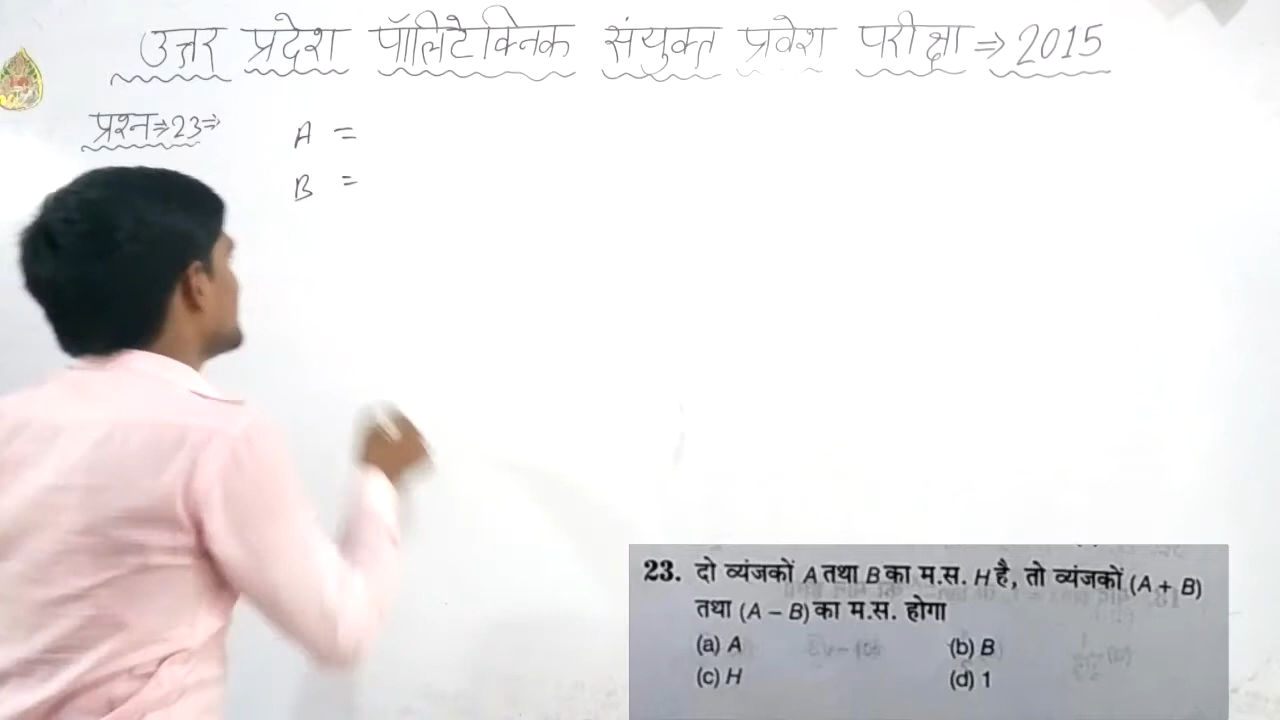 उत्तर प्रदेश पॉलिटैक्निक संयुक्त प्रवेश परीक्षा ⇒ 2015
प्रश्न⇒23⇒
A =
B =
23. दो व्यंजकों A तथा B का म.स. H है, तो व्यंजकों (A + B)
तथा (A – B) का म.स. होगा
(a) A (b) B
(c) H (d) 1